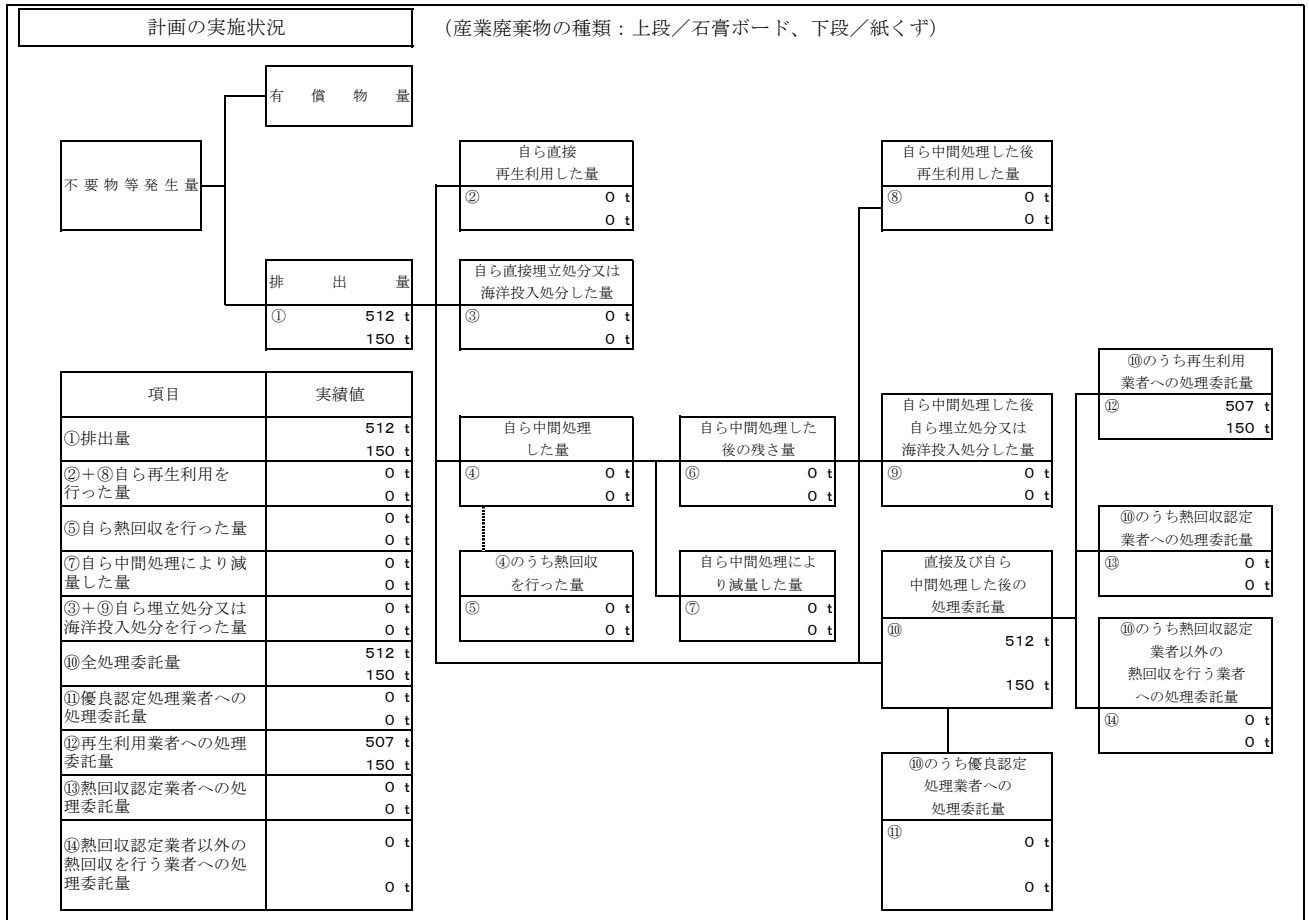 計画の実施状況
(産業廃棄物の種類：上段／石膏ボード、下段／紙くず)
有償物量
不要物等発生量
自ら直接
再生利用した量
② 0 t
0 t
自ら中間処理した後
再生利用した量
⑧ 0 t
0 t
排出量
① 512 t
150 t
自ら直接埋立処分又は
海洋投入処分した量
③ 0 t
0 t
項目 実績値
①排出量
512 t
150 t
②＋⑧自ら再生利用を
行った量
0 t
0 t
⑤自ら熱回収を行った量
0 t
0 t
⑦自ら中間処理により減
量した量
0 t
0 t
③＋⑨自ら埋立処分又は
海洋投入処分を行った量
0 t
0 t
⑩全処理委託量
512 t
150 t
⑪優良認定処理業者への
処理委託量
0 t
0 t
⑫再生利用業者への処理
委託量
507 t
150 t
⑬熱回収認定業者への処
理委託量
0 t
0 t
⑭熱回収認定業者以外の
熱回収を行う業者への処
理委託量
0 t
0 t
自ら中間処理
した量
④ 0 t
0 t
④のうち熱回収
を行った量
⑤ 0 t
0 t
自ら中間処理した
後の残さ量
⑥ 0 t
0 t
自ら中間処理によ
り減量した量
⑦ 0 t
0 t
自ら中間処理した後
自ら埋立処分又は
海洋投入処分した量
⑨ 0 t
0 t
直接及び自ら
中間処理した後の
処理委託量
⑩
512 t
150 t
⑩のうち優良認定
処理業者への
処理委託量
⑪
0 t
0 t
⑩のうち再生利用
業者への処理委託量
⑫ 507 t
150 t
⑩のうち熱回収認定
業者への処理委託量
⑬ 0 t
0 t
⑩のうち熱回収認定
業者以外の
熱回収を行う業者
への処理委託量
⑭ 0 t
0 t